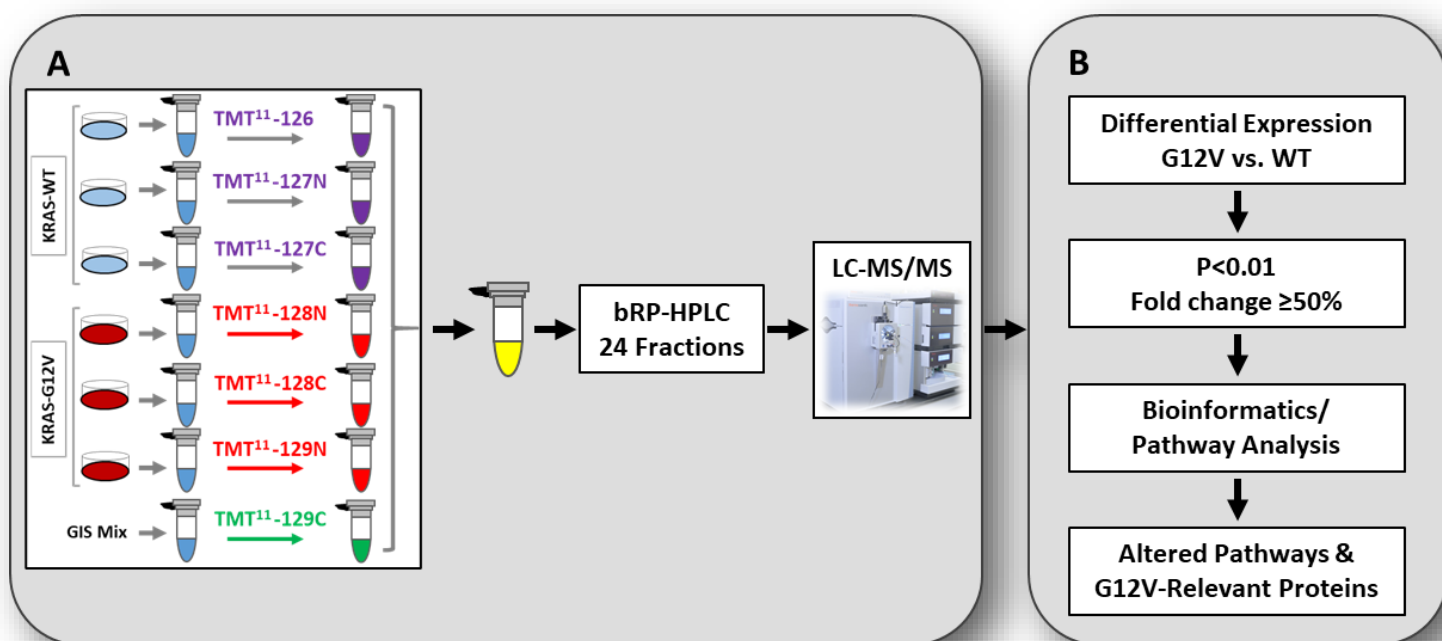 A
KRAS-WT
KRAS-G12V
TMT¹¹-126
TMT¹¹-127N
TMT¹¹-127C
TMT¹¹-128N
TMT¹¹-128C
TMT¹¹-129N
GIS Mix
TMT¹¹-129C
bRP-HPLC
24 Fractions
LC-MS/MS
B
Differential Expression
G12V vs. WT
P<0.01
Fold change ≥50%
Bioinformatics/
Pathway Analysis
Altered Pathways &
G12V-Relevant Proteins